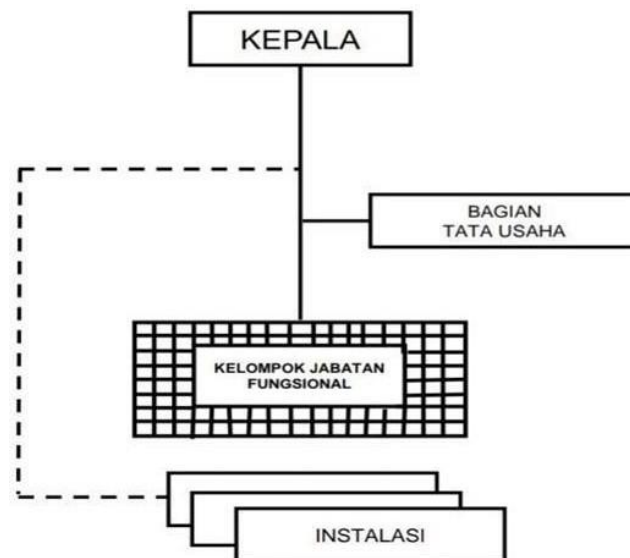 KEPALA
BAGIAN
TATA USAHA
KELOMPOK JABATAN
FUNGSIONAL
INSTALASI